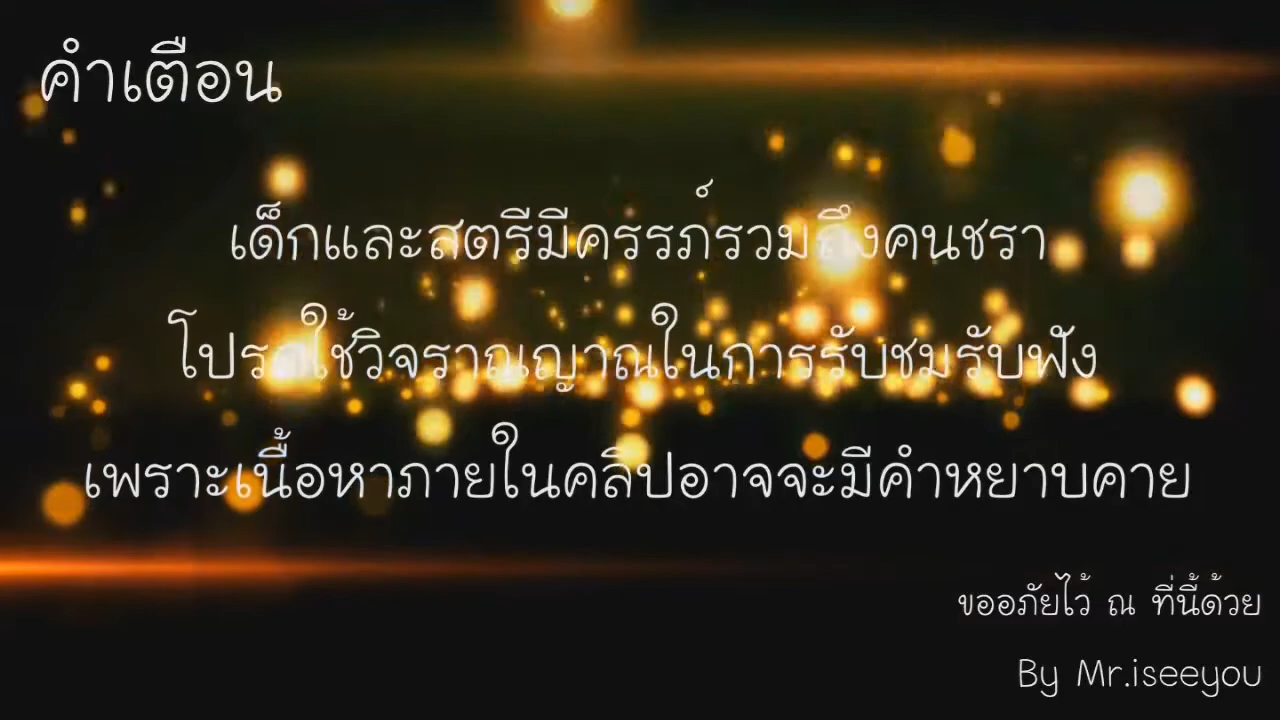 คำเตือน
เด็กและสตรีมีครรภ์รวมถึงคนชรา
โปรดใช้วิจราณญาณในการรับชมรับฟัง
เพราะเนื้อหาภายในคลิปอาจจะมีคำหยาบคาย
ขออภัยไว้ ณ ที่นี้ด้วย
By Mr.iseeyou